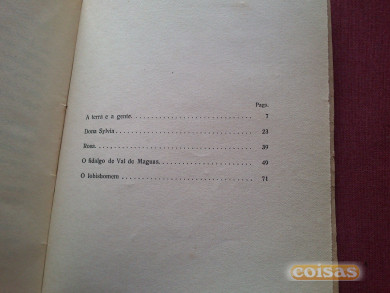 Pags.
A terra e a gente. 7
Dona Sylvia 23
Rosa. 39
O fidalgo de Val de Maguas. 49
O lobishomem 71
coisas